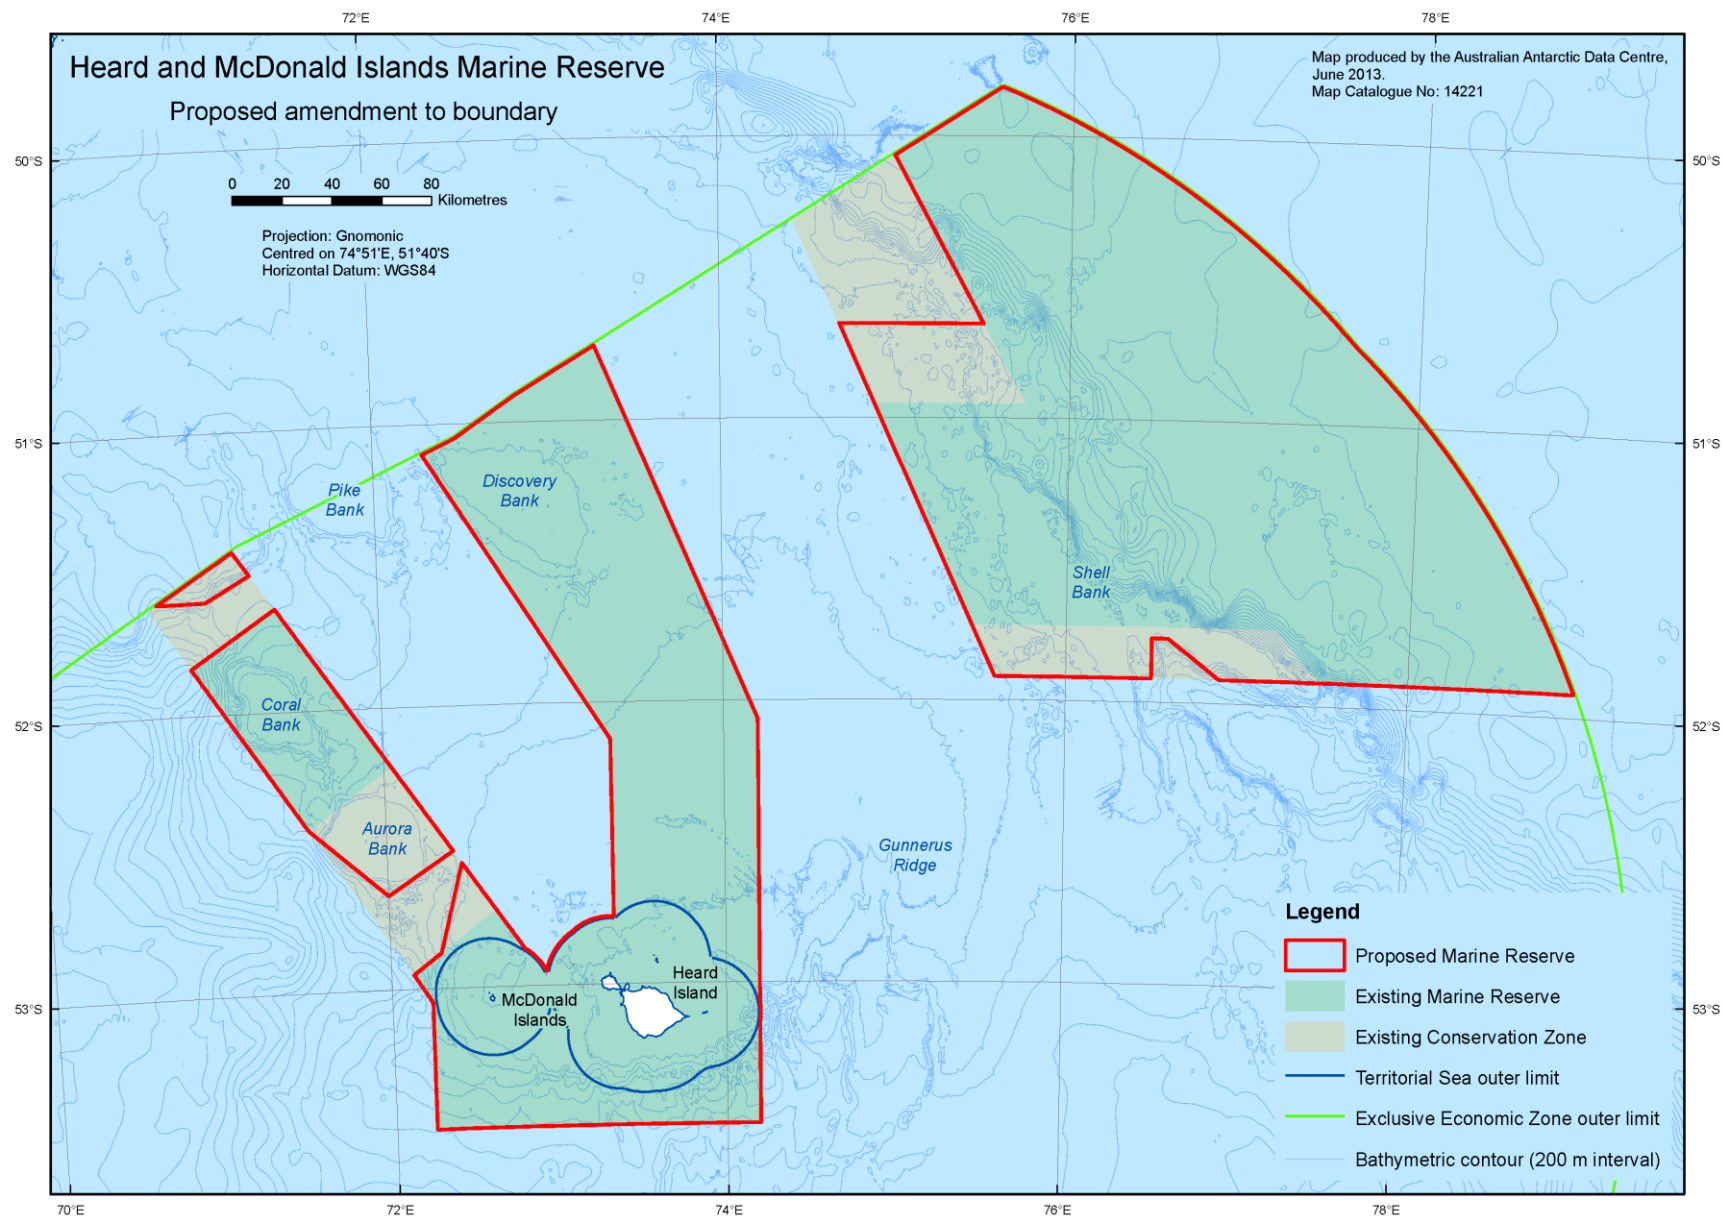 72°E
74°E
76°E
78°E
Heard and McDonald Islands Marine Reserve
Proposed amendment to boundary
Map produced by the Australian Antarctic Data Centre,
June 2013.
Map Catalogue No: 14221
50°S
50°S
0 20 40 60 80
Kilometres
Projection: Gnomonic
Centred on 74°51'E, 51°40'S
Horizontal Datum: WGS84
51°S
51°S
Pike
Bank
Discovery
Bank
Shell
Bank
Coral
Bank
52°S
52°S
Aurora
Bank
Gunnerus
Ridge
Heard
Island
McDonald
Islands
53°S
53°S
Legend
Proposed Marine Reserve
Existing Marine Reserve
Existing Conservation Zone
Territorial Sea outer limit
Exclusive Economic Zone outer limit
Bathymetric contour (200 m interval)
70°E
72°E
74°E
76°E
78°E